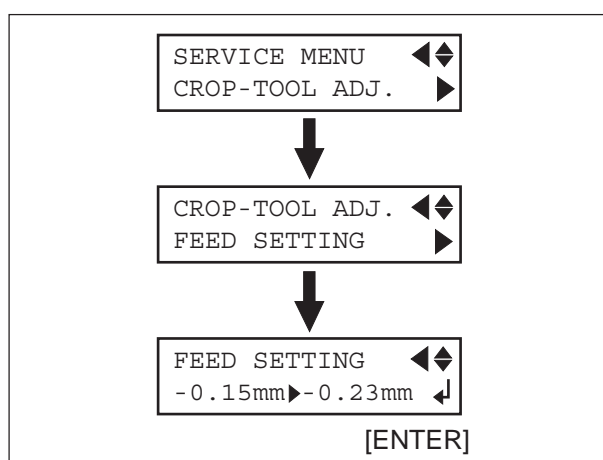 SERVICE MENU ◀♦
CROP-TOOL ADJ. ▶
CROP-TOOL ADJ. ◀♦
FEED SETTING ▶
FEED SETTING ◀♦
-0.15mm▶-0.23mm ↵
[ENTER]